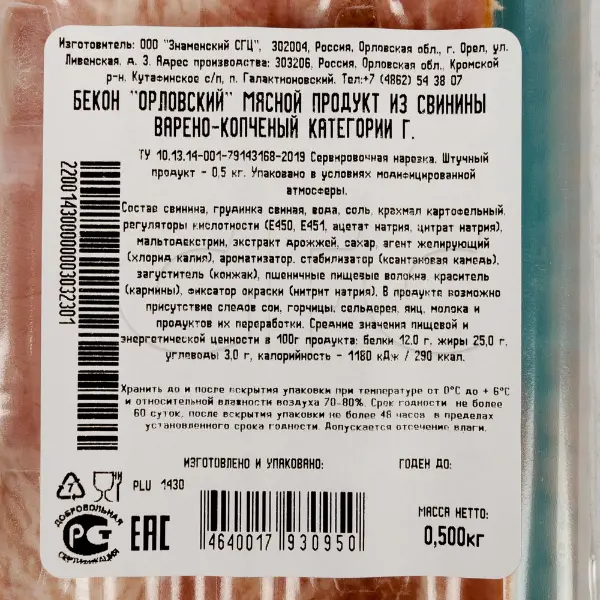 Изготовитель: ООО "Знаменский СГЦ", 302004, Россия, Орловская обл., г. Орел, ул.
Ливенская, д. 3. Адрес производства: 303206, Россия, Орловская обл., Кромской
р-н. Кутафинское с/п, п. Галактионовский, Тел:+7 (4862) 54 38 07
БЕКОН "ОРЛОВСКИЙ" МЯСНОЙ ПРОДУКТ ИЗ СВИНИНЫ
ВАРЕНО-КОПЧЕНЫЙ КАТЕГОРИИ Г.
ТУ 10.13.14-001-79143168-2019 Сервировочная нарезка. Штучный
продукт - 0,5 кг. Упаковано в условиях модифицированной
атмосферы.
Состав свинина, грудинка свиная, вода, соль, крахмал картофельный,
регуляторы кислотности (Е450, Е451, ацетат натрия, цитрат натрия),
мальтодекстрин, экстракт дрожжей, сахар, агент желирующий
(хлорид калия), ароматизатор, стабилизатор (ксантановая камедь),
загуститель (конжак), пшеничные пищевые волокна, краситель
(кармины), фиксатор окраски (нитрит натрия). В продукте возможно
присутствие следов сои, горчицы, сельдерея, яиц, молока и
продуктов их переработки. Средние значения пищевой и
энергетической ценности в 100г продукта: белки 12.0 г. жиры 25,0 г.
углеводы 3,0 г, калорийность - 1180 кДж / 290 ккал.
Хранить до и после вскрытия упаковки при температуре от 0°С до + 6°С
и относительной влажности воздуха 70-80%. Срок годности не более
60 суток, после вскрытия упаковки не более 48 часов в пределах
установленного срока годности. Допускается отсечение влаги.
ИЗГОТОВЛЕНО И УПАКОВАНО:
ГОДЕН ДО:
7
PLU 1430
ДОБРОВОЛЬНАЯ
РСТ
СЕРТИФИКАЦИЯ
ЕАС
4640017 930950
МАССА НЕТТО:
0,500кг